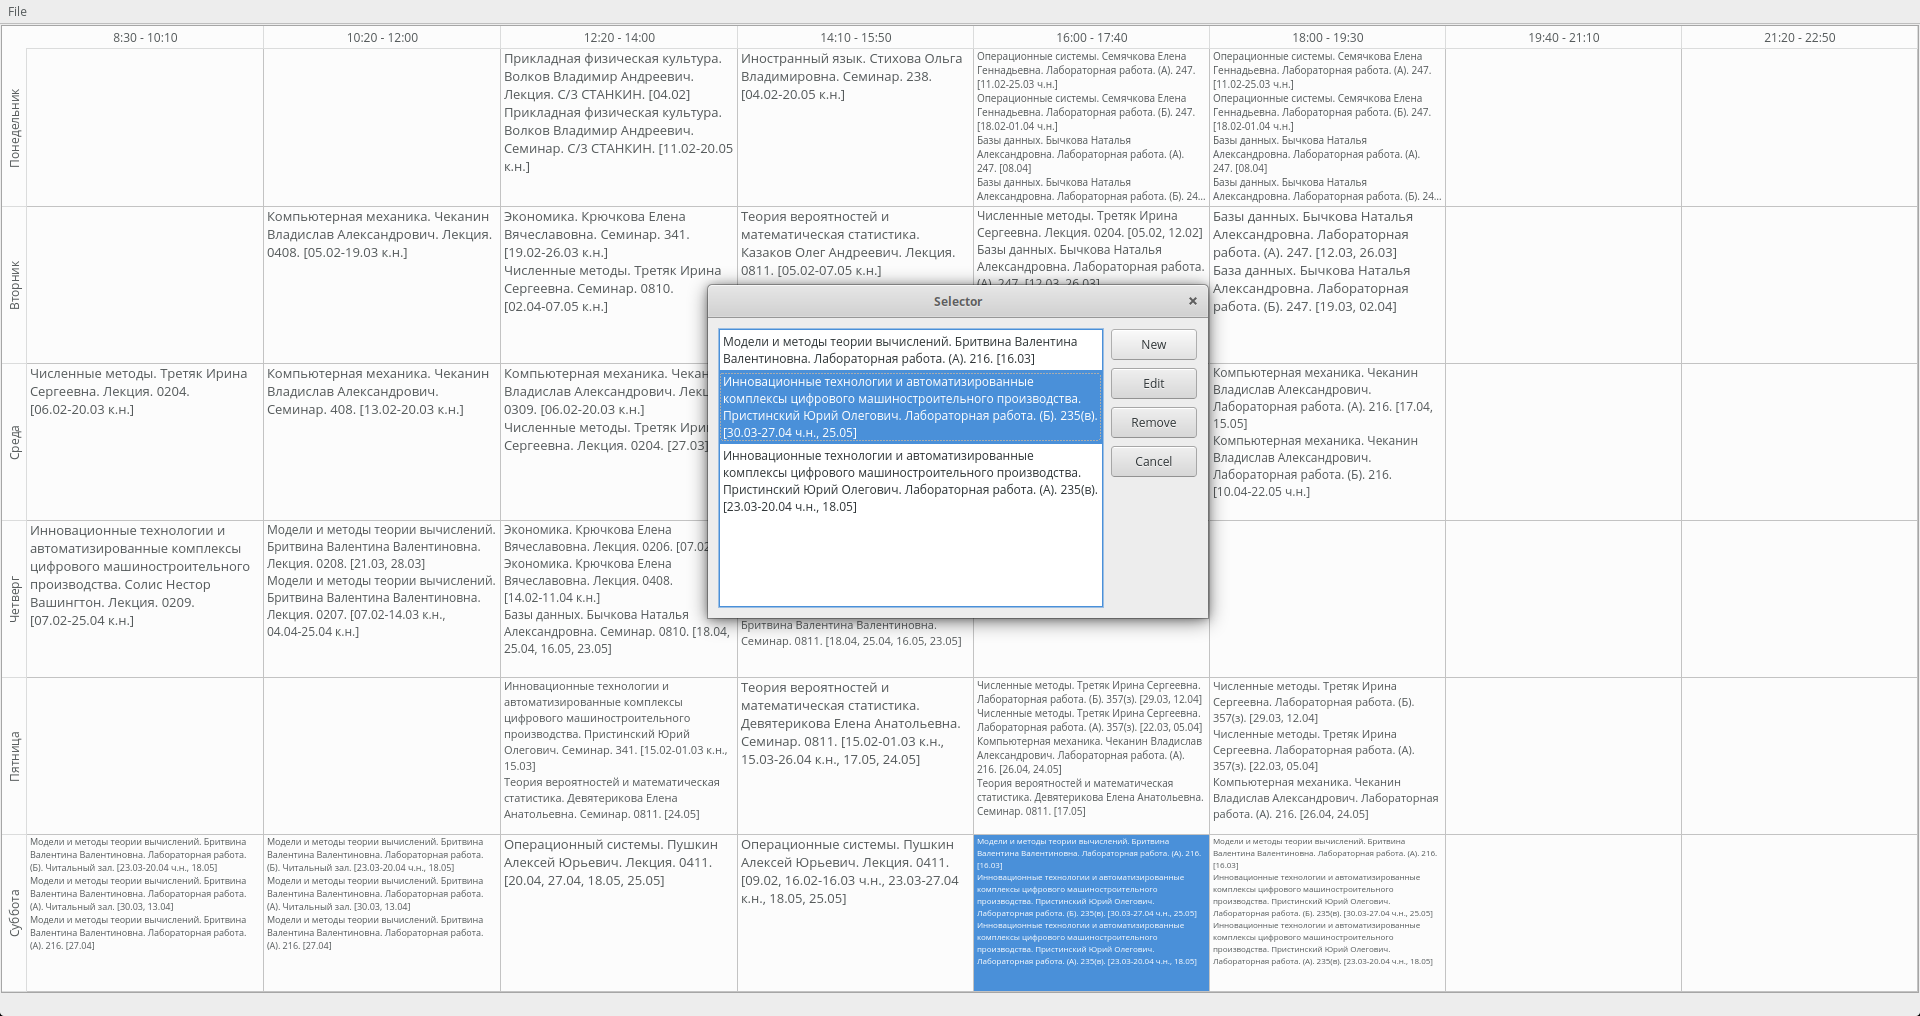 File
8:30 - 10:10
10:20 - 12:00
12:20 - 14:00
14:10 - 15:50
16:00 - 17:40
18:00 - 19:30
19:40 - 21:10
21:20 - 22:50
Понедельник
Прикладная физическая культура.
Волков Владимир Андреевич.
Лекция. С/З СТАНКИН. [04.02]
Прикладная физическая культура.
Волков Владимир Андреевич.
Семинар. С/З СТАНКИН. [11.02-20.05
к.н.]
Иностранный язык. Стихова Ольга
Владимировна. Семинар. 238.
[04.02-20.05 к.н.]
Операционные системы. Семячкова Елена
Геннадьевна. Лабораторная работа. (А). 247.
[11.02-25.03 ч.н.]
Операционные системы. Семячкова Елена
Геннадьевна. Лабораторная работа. (Б). 247.
[18.02-01.04 ч.н.]
Базы данных. Бычкова Наталья
Александровна. Лабораторная работа. (А).
247. [08.04]
Базы данных. Бычкова Наталья
Александровна. Лабораторная работа. (Б). 24...
Операционные системы. Семячкова Елена
Геннадьевна. Лабораторная работа. (А). 247.
[11.02-25.03 ч.н.]
Операционные системы. Семячкова Елена
Геннадьевна. Лабораторная работа. (Б). 247.
[18.02-01.04 ч.н.]
Базы данных. Бычкова Наталья
Александровна. Лабораторная работа. (А).
247. [08.04]
Базы данных. Бычкова Наталья
Александровна. Лабораторная работа. (Б). 24...
Вторник
Компьютерная механика. Чеканин
Владислав Александрович. Лекция.
0408. [05.02-19.03 к.н.]
Экономика. Крючкова Елена
Вячеславовна. Семинар. 341.
[19.02-26.03 к.н.]
Численные методы. Третяк Ирина
Сергеевна. Семинар. 0810.
[02.04-07.05 к.н.]
Теория вероятностей и
математическая статистика.
Казаков Олег Андреевич. Лекция.
0811. [05.02-07.05 к.н.]
Численные методы. Третяк Ирина
Сергеевна. Лекция. 0204. [05.02, 12.02]
Базы данных. Бычкова Наталья
Александровна. Лабораторная работа.
(А). 247. [12.03, 26.03]
Базы данных. Бычкова Наталья
Александровна. Лабораторная
работа. (А). 247. [12.03, 26.03]
База данных. Бычкова Наталья
Александровна. Лабораторная
работа. (Б). 247. [19.03, 02.04]
Среда
Численные методы. Третяк Ирина
Сергеевна. Лекция. 0204.
[06.02-20.03 к.н.]
Компьютерная механика. Чеканин
Владислав Александрович.
Семинар. 408. [13.02-20.03 к.н.]
Компьютерная механика. Чекан
Владислав Александрович. Лекц
0309. [06.02-20.03 к.н.]
Численные методы. Третяк Ири
Сергеевна. Лекция. 0204. [27.03]
Компьютерная механика. Чеканин
Владислав Александрович.
Лабораторная работа. (А). 216. [17.04,
15.05]
Компьютерная механика. Чеканин
Владислав Александрович.
Лабораторная работа. (Б). 216.
[10.04-22.05 ч.н.]
Четверг
Инновационные технологии и
автоматизированные комплексы
цифрового машиностроительного
производства. Солис Нестор
Вашингтон. Лекция. 0209.
[07.02-25.04 к.н.]
Модели и методы теории вычислений.
Бритвина Валентина Валентиновна.
Лекция. 0208. [21.03, 28.03]
Модели и методы теории вычислений.
Бритвина Валентина Валентиновна.
Лекция. 0207. [07.02-14.03 к.н.,
04.04-25.04 к.н.]
Экономика. Крючкова Елена
Вячеславовна. Лекция. 0206. [07.02
Экономика. Крючкова Елена
Вячеславовна. Лекция. 0408.
[14.02-11.04 к.н.]
Базы данных. Бычкова Наталья
Александровна. Семинар. 0810. [18.04,
25.04, 16.05, 23.05]
Бритвина Валентина Валентиновна.
Семинар. 0811. [18.04, 25.04, 16.05, 23.05]
Пятница
Инновационные технологии и
автоматизированные комплексы
цифрового машиностроительного
производства. Пристинский Юрий
Олегович. Семинар. 341. [15.02-01.03 к.н.,
15.03]
Теория вероятностей и математическая
статистика. Девятерикова Елена
Анатольевна. Семинар. 0811. [24.05]
Теория вероятностей и
математическая статистика.
Девятерикова Елена Анатольевна.
Семинар. 0811. [15.02-01.03 к.н.,
15.03-26.04 к.н., 17.05, 24.05]
Численные методы. Третяк Ирина Сергеевна.
Лабораторная работа. (Б). 357(з). [29.03, 12.04]
Численные методы. Третяк Ирина Сергеевна.
Лабораторная работа. (А). 357(з). [22.03, 05.04]
Компьютерная механика. Чеканин Владислав
Александрович. Лабораторная работа. (А).
216. [26.04, 24.05]
Теория вероятностей и математическая
статистика. Девятерикова Елена Анатольевна.
Семинар. 0811. [17.05]
Численные методы. Третяк Ирина
Сергеевна. Лабораторная работа. (Б).
357(з). [29.03, 12.04]
Численные методы. Третяк Ирина
Сергеевна. Лабораторная работа. (А).
357(з). [22.03, 05.04]
Компьютерная механика. Чеканин
Владислав Александрович. Лабораторная
работа. (А). 216. [26.04, 24.05]
Суббота
Модели и методы теории вычислений. Бритвина
Валентина Валентиновна. Лабораторная работа.
(Б). Читальный зал. [23.03-20.04 ч.н., 18.05]
Модели и методы теории вычислений. Бритвина
Валентина Валентиновна. Лабораторная работа.
(А). Читальный зал. [30.03, 13.04]
Модели и методы теории вычислений. Бритвина
Валентина Валентиновна. Лабораторная работа.
(А). 216. [27.04]
Модели и методы теории вычислений. Бритвина
Валентина Валентиновна. Лабораторная работа.
(Б). Читальный зал. [23.03-20.04 ч.н., 18.05]
Модели и методы теории вычислений. Бритвина
Валентина Валентиновна. Лабораторная работа.
(А). Читальный зал. [30.03, 13.04]
Модели и методы теории вычислений. Бритвина
Валентина Валентиновна. Лабораторная работа.
(А). 216. [27.04]
Операционный системы. Пушкин
Алексей Юрьевич. Лекция. 0411.
[20.04, 27.04, 18.05, 25.05]
Операционные системы. Пушкин
Алексей Юрьевич. Лекция. 0411.
[09.02, 16.02-16.03 ч.н., 23.03-27.04
к.н., 18.05, 25.05]
Модели и методы теории вычислений. Бритвина
Валентина Валентиновна. Лабораторная работа. (А). 216.
[16.03]
Инновационные технологии и автоматизированные
комплексы цифрового машиностроительного
производства. Пристинский Юрий Олегович.
Лабораторная работа. (Б). 235(в). [30.03-27.04 ч.н., 25.05]
Инновационные технологии и автоматизированные
комплексы цифрового машиностроительного
производства. Пристинский Юрий Олегович.
Лабораторная работа. (А). 235(в). [23.03-20.04 ч.н., 18.05]
Модели и методы теории вычислений. Бритвина
Валентина Валентиновна. Лабораторная работа. (А). 216.
[16.03]
Инновационные технологии и автоматизированные
комплексы цифрового машиностроительного
производства. Пристинский Юрий Олегович.
Лабораторная работа. (Б). 235(в). [30.03-27.04 ч.н., 25.05]
Инновационные технологии и автоматизированные
комплексы цифрового машиностроительного
производства. Пристинский Юрий Олегович.
Лабораторная работа. (А). 235(в). [23.03-20.04 ч.н., 18.05]
Selector
×
Модели и методы теории вычислений. Бритвина Валентина
Валентиновна. Лабораторная работа. (А). 216. [16.03]
Инновационные технологии и автоматизированные
комплексы цифрового машиностроительного производства.
Пристинский Юрий Олегович. Лабораторная работа. (Б). 235(в).
[30.03-27.04 ч.н., 25.05]
Инновационные технологии и автоматизированные
комплексы цифрового машиностроительного производства.
Пристинский Юрий Олегович. Лабораторная работа. (А). 235(в).
[23.03-20.04 ч.н., 18.05]
New
Edit
Remove
Cancel